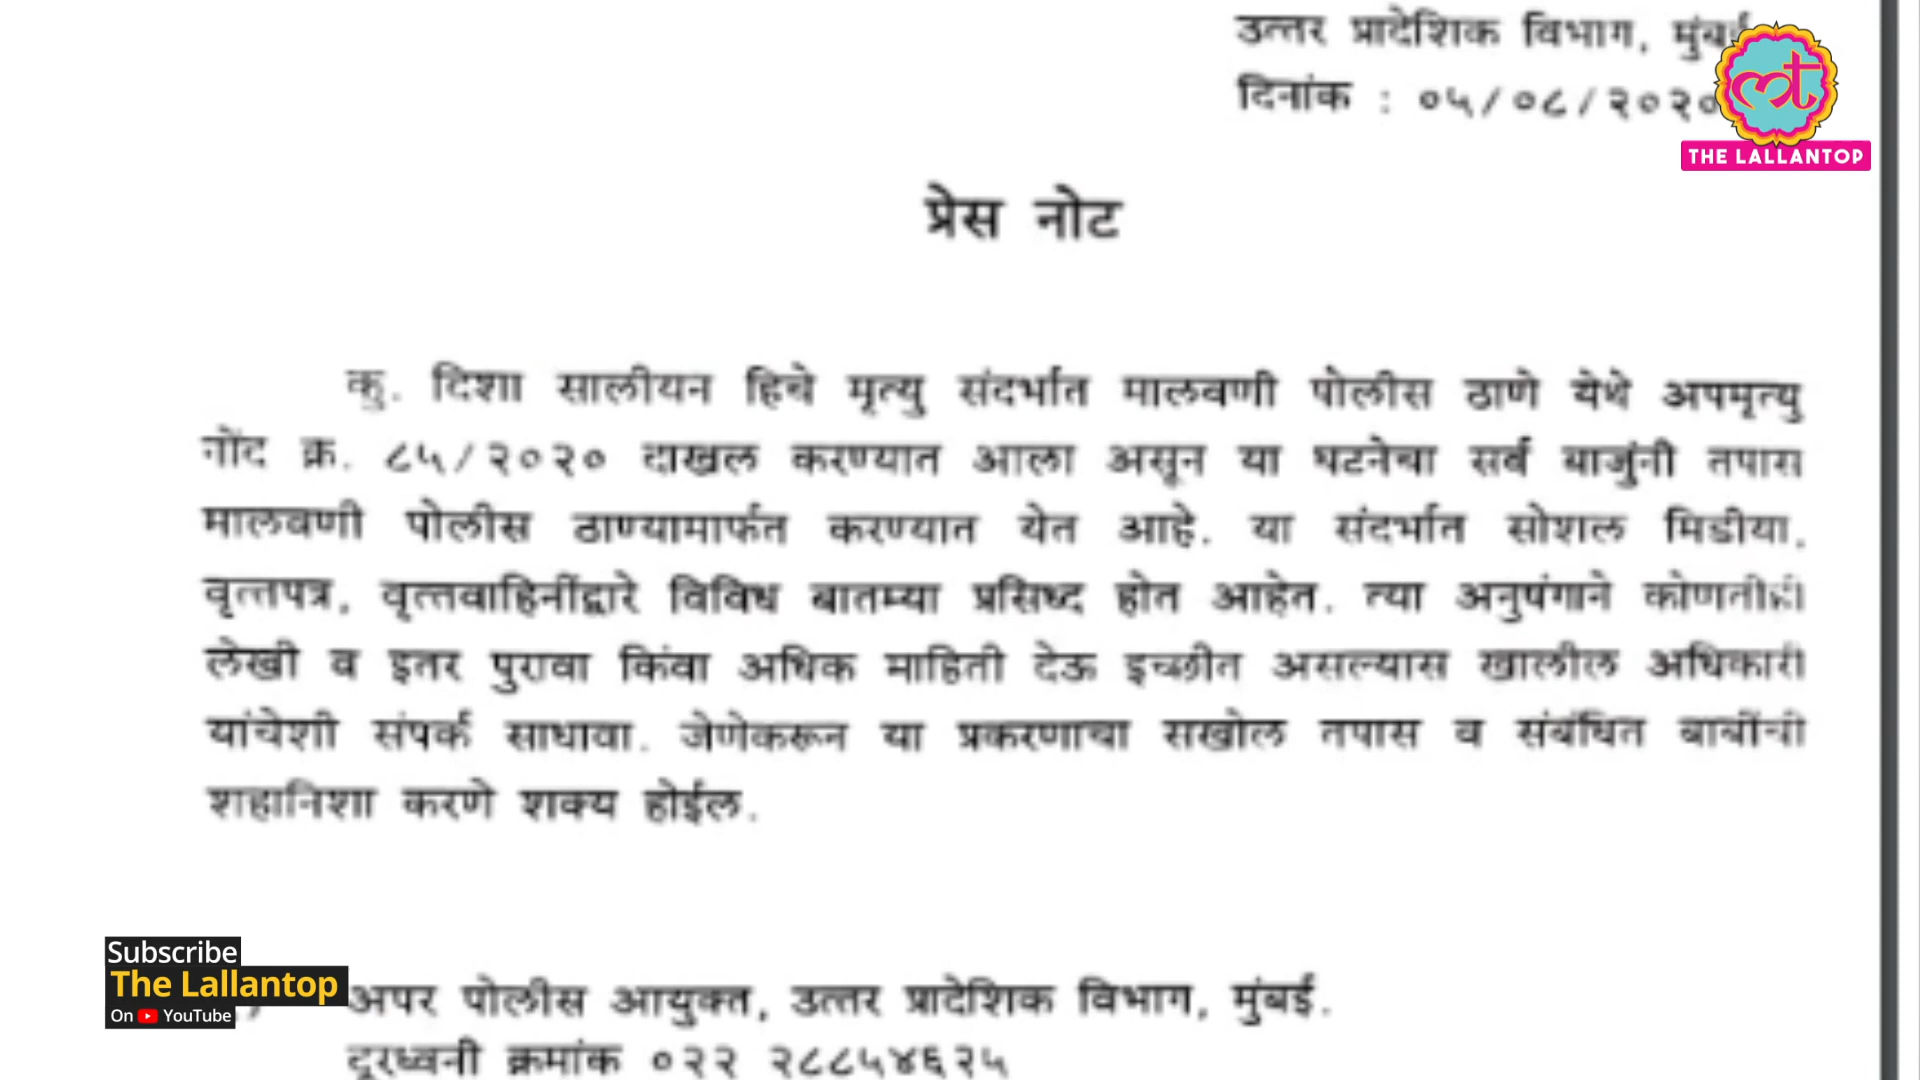 उत्तर प्रादेशिक विभाग, मुंबई
दिनांक : ०५/०८/२०२०
THE LALLANTOP
प्रेस नोट
कु. दिशा सालीयन हिचे मृत्यु संदर्भात मालवणी पोलीस ठाणे येथे अपमृत्यु
नोंद क्र. ८५/२०२० दाखल करण्यात आला असून या घटनेचा सर्व बाजुंनी तपास
मालवणी पोलीस ठाण्यामार्फत करण्यात येत आहे. या संदर्भात सोशल मिडीया,
वृत्तपत्र, वृत्तवाहिनींद्वारे विविध बातम्या प्रसिध्द होत आहेत. त्या अनुषंगाने कोणतीही
लेखी व इतर पुरावा किंवा अधिक माहिती देऊ इच्छीत असल्यास खालील अधिकारी
यांचेशी संपर्क साधावा. जेणेकरून या प्रकरणाचा सखोल तपास व संबंधित बाबींची
शहानिशा करणे शक्य होईल.
अपर पोलीस आयुक्त, उत्तर प्रादेशिक विभाग, मुंबई.
दूरध्वनी क्रमांक ०२२ २८८५४६२५
Subscribe
The Lallantop
On YouTube